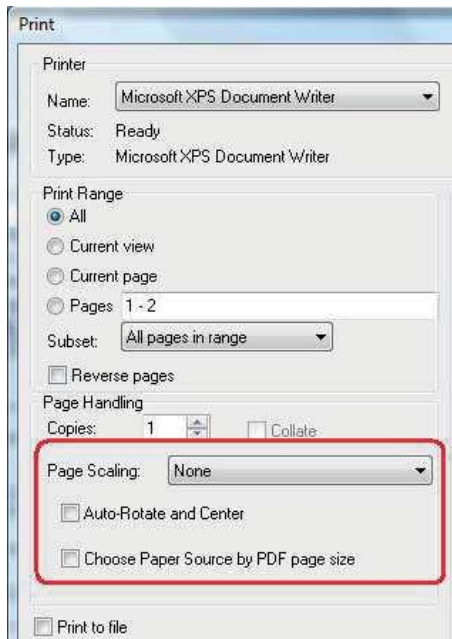 Print
Printer
Name: Microsoft XPS Document Writer
Status: Ready
Type: Microsoft XPS Document Writer
Print Range
All
Current view
Current page
Pages 1 - 2
Subset: All pages in range
Reverse pages
Page Handling
Copies: 1 Collate
Page Scaling: None
Auto-Rotate and Center
Choose Paper Source by PDF page size
Print to file